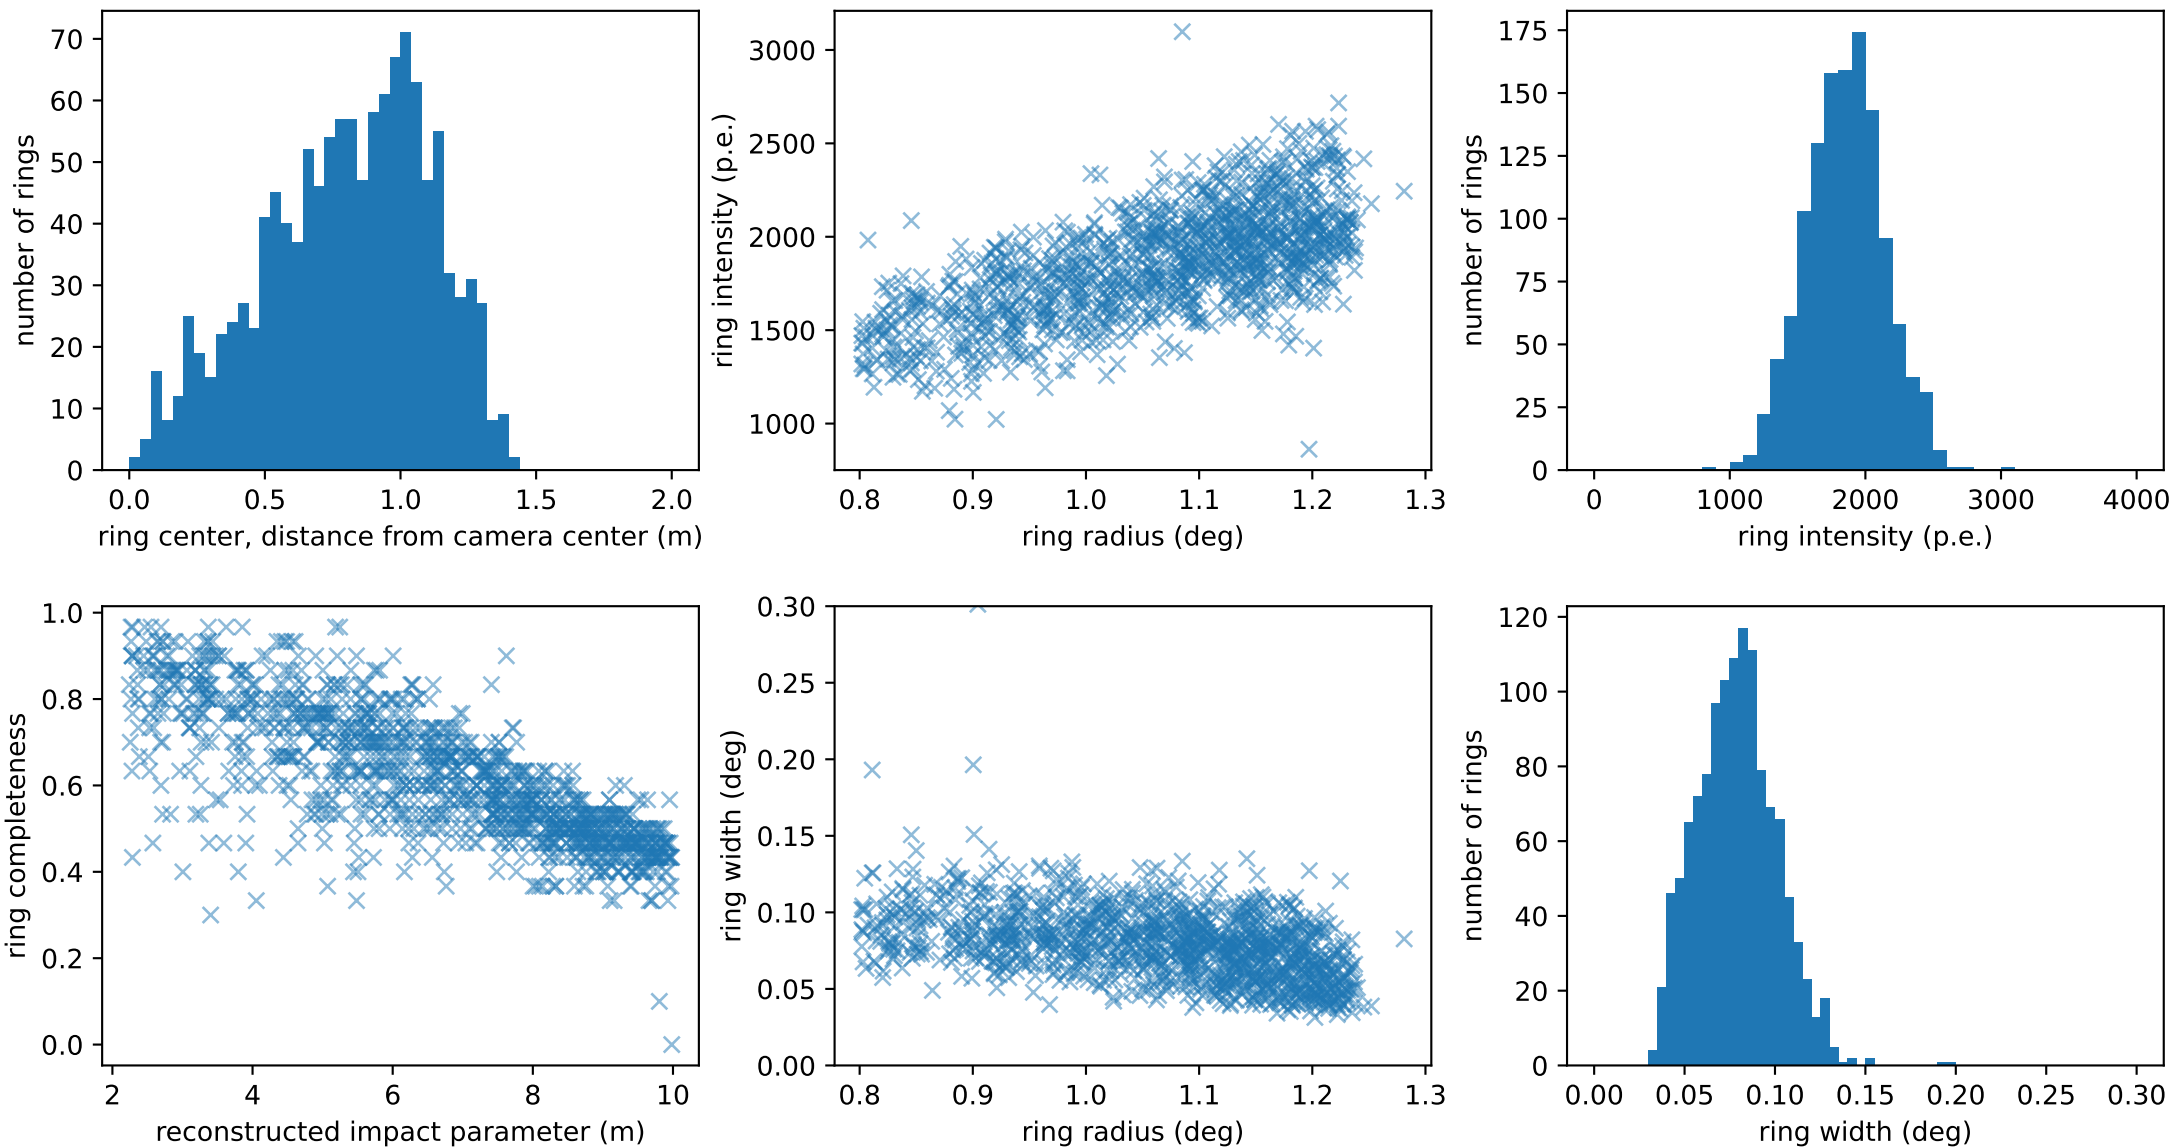 number of rings
70
60
50
40
30
20
10
0
0.0 0.5 1.0 1.5 2.0
ring center, distance from camera center (m)
ring intensity (p.e.)
3000
2500
2000
1500
1000
0.8 0.9 1.0 1.1 1.2 1.3
ring radius (deg)
number of rings
175
150
125
100
75
50
25
0
0 1000 2000 3000 4000
ring intensity (p.e.)
ring completeness
1.0
0.8
0.6
0.4
0.2
0.0
2 4 6 8 10
reconstructed impact parameter (m)
ring width (deg)
0.30
0.25
0.20
0.15
0.10
0.05
0.00
0.8 0.9 1.0 1.1 1.2 1.3
ring radius (deg)
number of rings
120
100
80
60
40
20
0
0.00 0.05 0.10 0.15 0.20 0.25 0.30
ring width (deg)